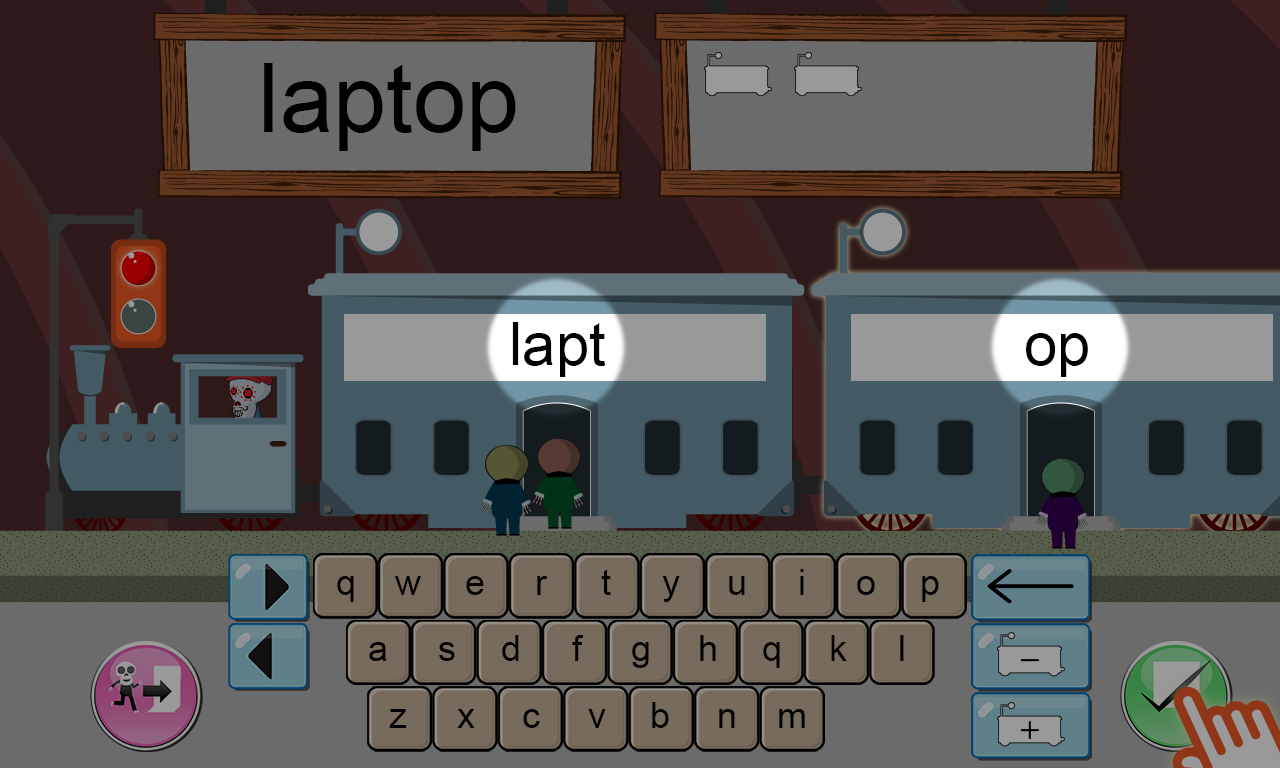 laptop
lapt
op
q w e r t y u i o p
a s d f g h q k l
z x c v b n m
−
+